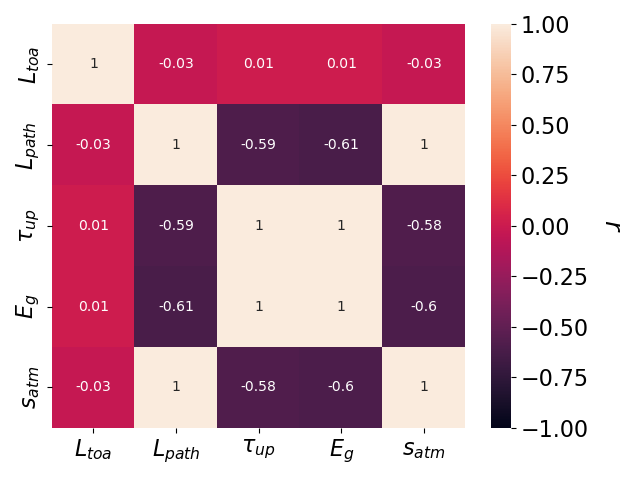 L_toa 1 -0.03 0.01 0.01 -0.03
L_path -0.03 1 -0.59 -0.61 1
τ_up 0.01 -0.59 1 1 -0.58
E_g 0.01 -0.61 1 1 -0.6
s_atm -0.03 1 -0.58 -0.6 1
L_toa L_path τ_up E_g s_atm
1.00
0.75
0.50
0.25
0.00
−0.25
−0.50
−0.75
−1.00
r